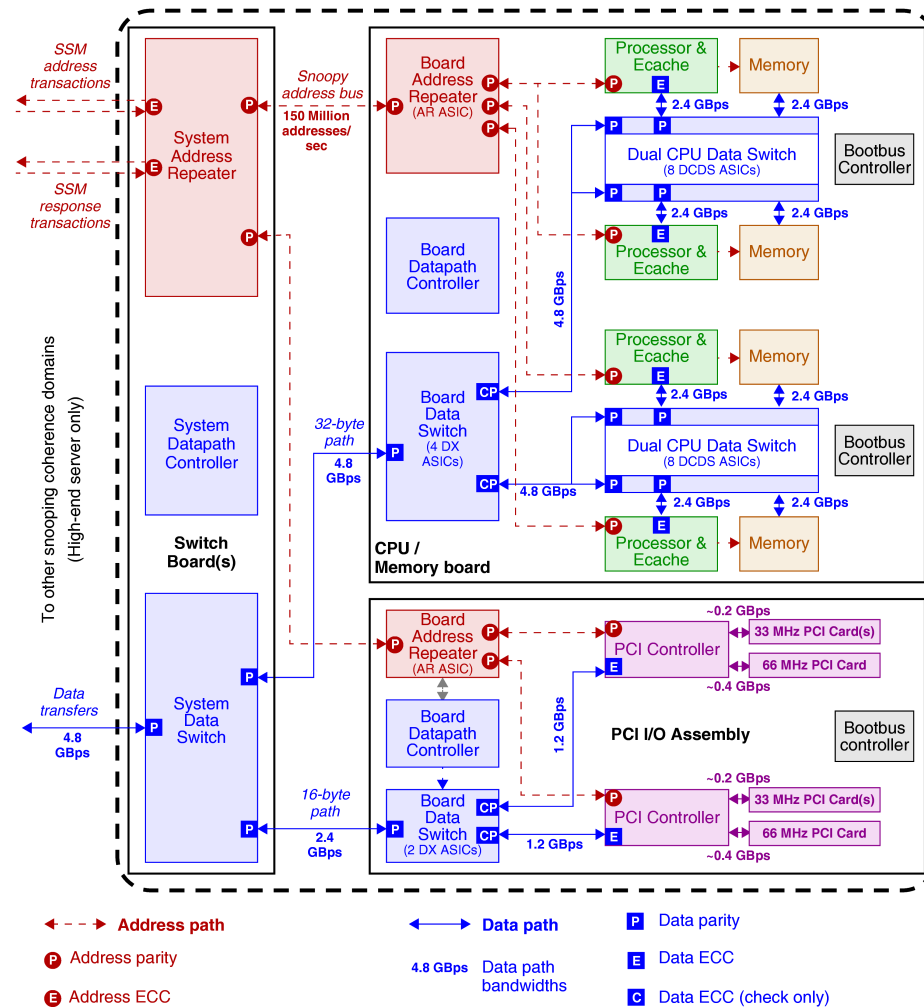 SSM
address
transactions
E
SSM
response
transactions
E
System
Address
Repeater
P
P
Snoopy
address bus
150 Million
addresses/
sec
P
Board
Address
Repeater
(AR ASIC)
P
P
P
Processor &
Ecache
P
E
Memory
2.4 GBps
2.4 GBps
P
P
Dual CPU Data Switch
(8 DCDS ASICs)
P
P
Bootbus
Controller
2.4 GBps
2.4 GBps
P
E
Processor &
Ecache
Memory
Board
Datapath
Controller
4.8 GBps
Processor &
Ecache
P
E
Memory
2.4 GBps
2.4 GBps
P
P
Dual CPU Data Switch
(8 DCDS ASICs)
P
P
Bootbus
Controller
2.4 GBps
2.4 GBps
P
E
Processor &
Ecache
Memory
Board
Data
Switch
(4 DX
ASICs)
CP
CP
P
4.8 GBps
CPU /
Memory board
To other snooping coherence domains
(High-end server only)
System
Datapath
Controller
32-byte
path
4.8
GBps
Switch
Board(s)
System
Data
Switch
P
P
P
Data
transfers
4.8
GBps
16-byte
path
2.4
GBps
Board
Address
Repeater
(AR ASIC)
P
P
P
Board
Datapath
Controller
Board
Data
Switch
(2 DX ASICs)
P
CP
CP
1.2 GBps
1.2 GBps
P
E
PCI Controller
~0.2 GBps
33 MHz PCI Card(s)
66 MHz PCI Card
~0.4 GBps
PCI I/O Assembly
Bootbus
controller
P
E
PCI Controller
~0.2 GBps
33 MHz PCI Card(s)
66 MHz PCI Card
~0.4 GBps
Address path
P Address parity
E Address ECC
Data path
4.8 GBps Data path
bandwidths
P Data parity
E Data ECC
C Data ECC (check only)